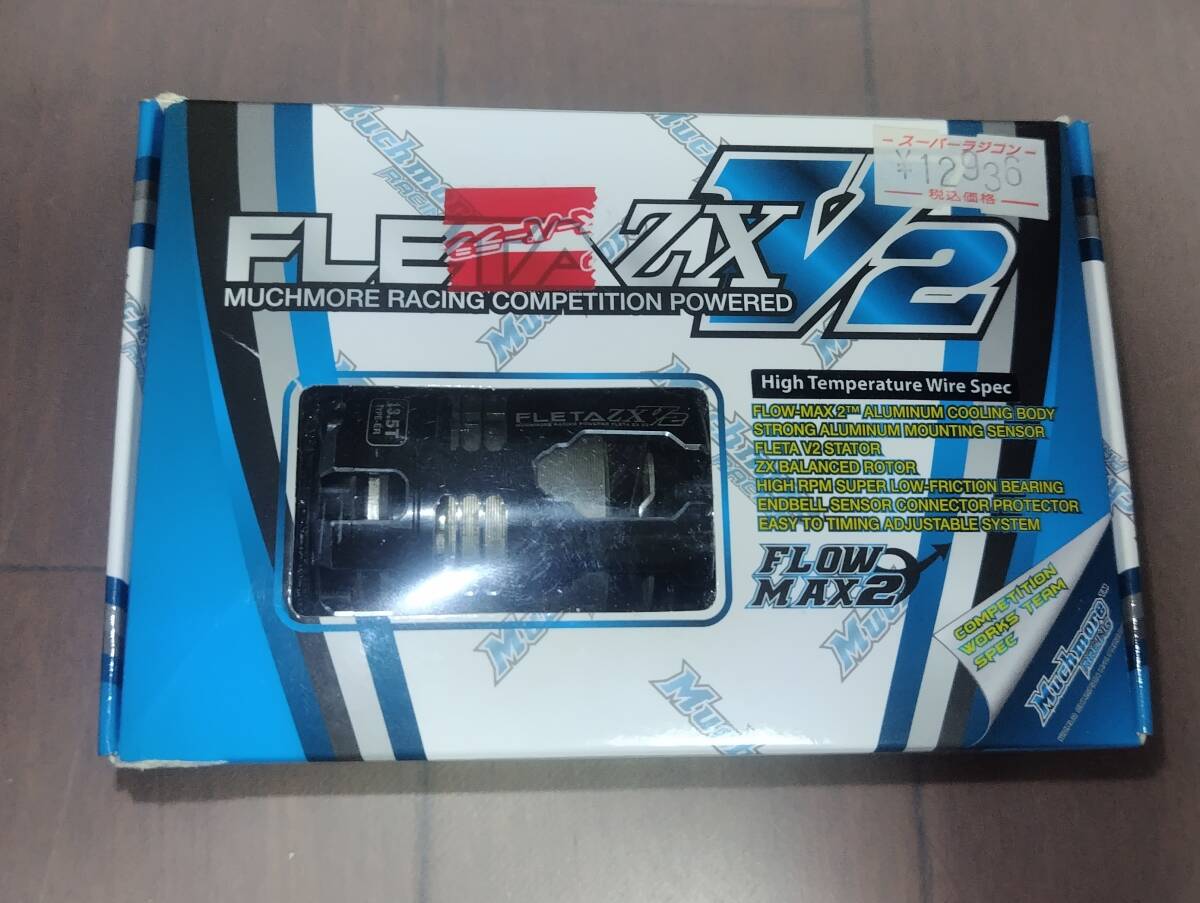 - スーパーラジコン -
¥12936
税込価格
FLETA ZX V2
MUCHMORE RACING COMPETITION POWERED
High Temperature Wire Spec
FLOW-MAX 2™ ALUMINUM COOLING BODY
STRONG ALUMINUM MOUNTING SENSOR
FLETA V2 STATOR
ZX BALANCED ROTOR
HIGH RPM SUPER LOW-FRICTION BEARING
ENDBELL SENSOR CONNECTOR PROTECTOR
EASY TO TIMING ADJUSTABLE SYSTEM
FLOW
MAX2
13.5T
FLETA ZX V2
COMPETITION
WORKS TEAM
SPEC
Muchmore™
RACING